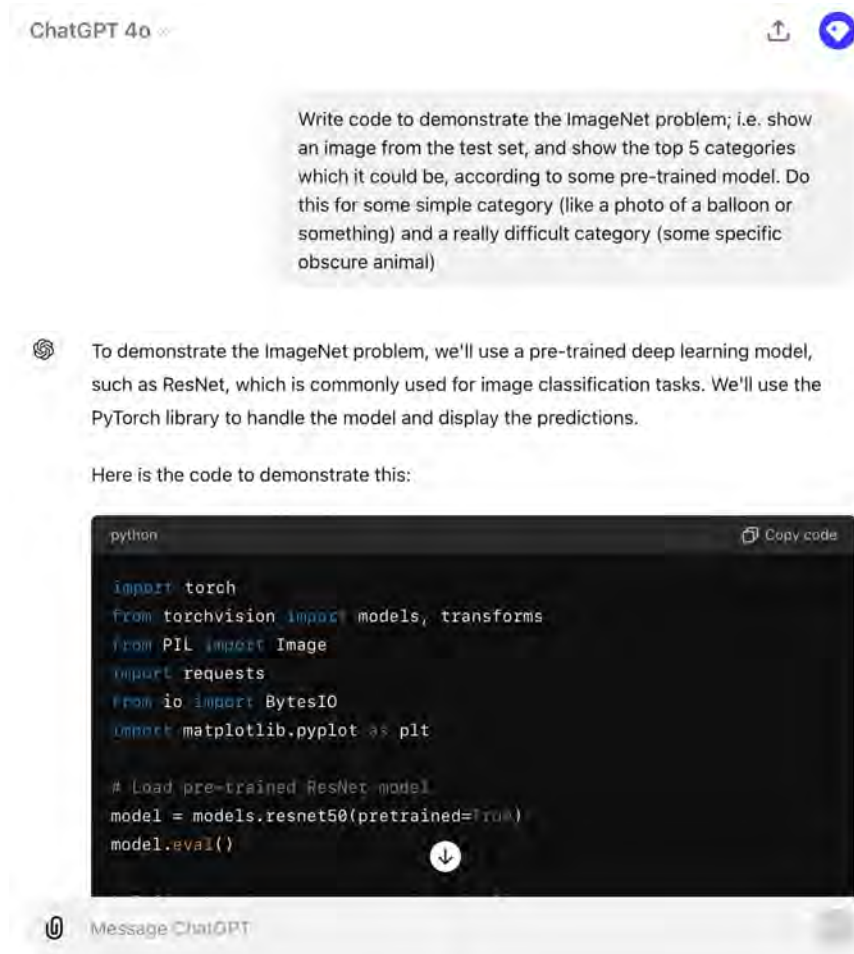 ChatGPT 4o
Write code to demonstrate the ImageNet problem; i.e. show
an image from the test set, and show the top 5 categories
which it could be, according to some pre-trained model. Do
this for some simple category (like a photo of a balloon or
something) and a really difficult category (some specific
obscure animal)
To demonstrate the ImageNet problem, we'll use a pre-trained deep learning model,
such as ResNet, which is commonly used for image classification tasks. We'll use the
PyTorch library to handle the model and display the predictions.
Here is the code to demonstrate this:
python Copy code
import torch
from torchvision import models, transforms
from PIL import Image
import requests
from io import BytesIO
import matplotlib.pyplot as plt
# Load pre-trained ResNet model
model = models.resnet50(pretrained=True)
model.eval()
Message ChatGPT